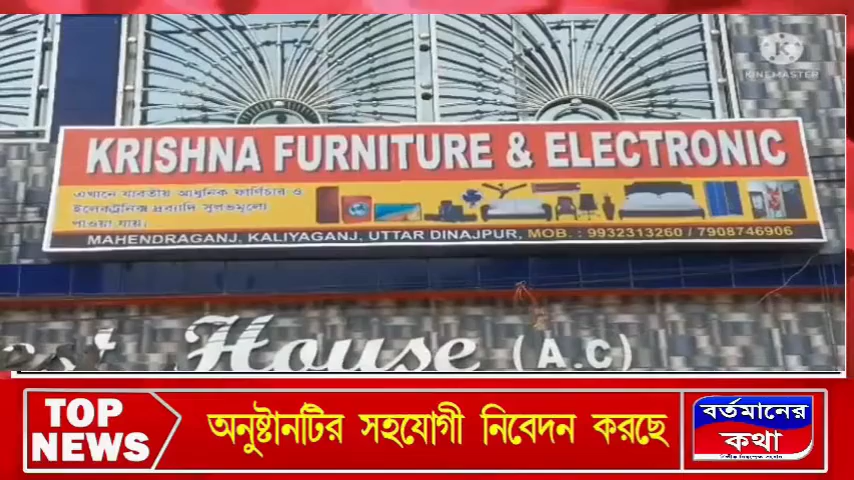 KINEMASTER
KRISHNA FURNITURE & ELECTRONIC
এখানে যাবতীয় আধুনিক ফার্ণিচার ও
ইলেকট্রনিক্স দ্রব্যাদি সুলভমূল্যে
পাওয়া যায়।
MAHENDRAGANJ, KALIYAGANJ, UTTAR DINAJPUR, MOB. : 9932313260 / 7908746906
House (A.C)
TOP NEWS
অনুষ্টানটির সহযোগী নিবেদন করছে
বর্তমানের
কথা